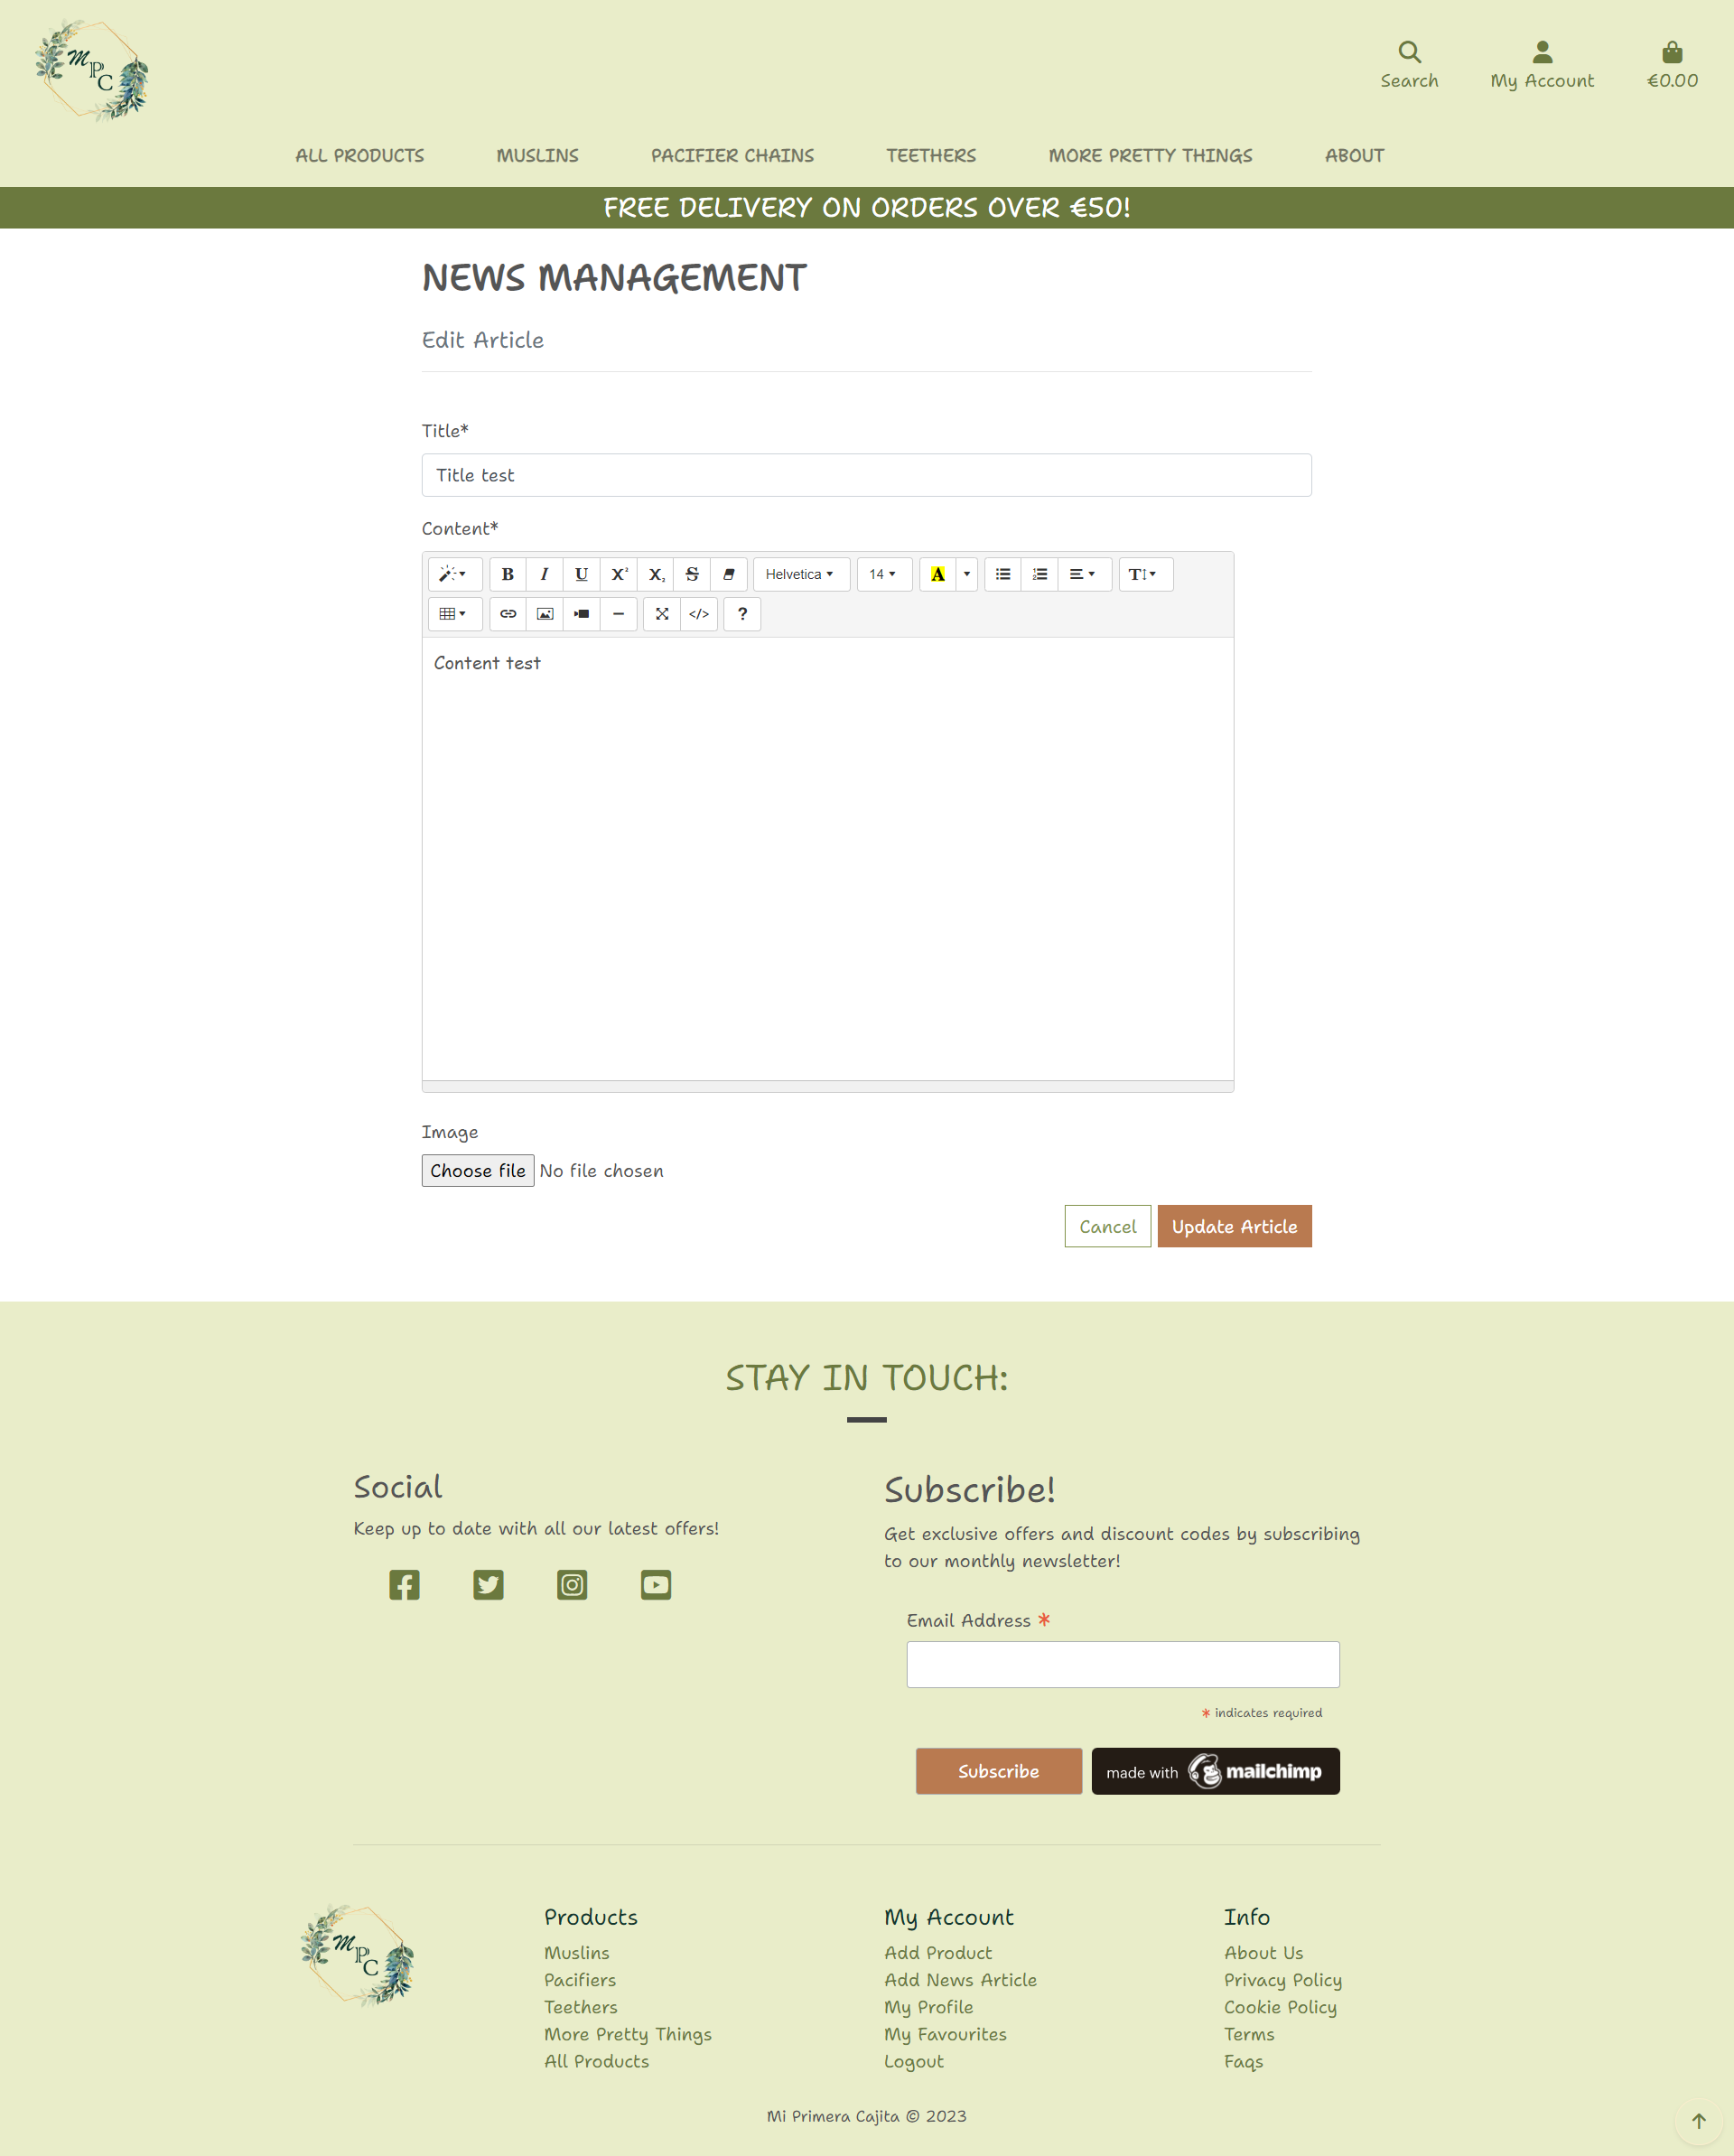 M
P
C
Search
My Account
€0.00
ALL PRODUCTS
MUSLINS
PACIFIER CHAINS
TEETHERS
MORE PRETTY THINGS
ABOUT
FREE DELIVERY ON ORDERS OVER €50!
NEWS MANAGEMENT
Edit Article
Title*
Title test
Content*
B I U X² X₂ S Helvetica 14 A T
</> ?
Content test
Image
Choose file No file chosen
Cancel
Update Article
STAY IN TOUCH:
Social
Keep up to date with all our latest offers!
Subscribe!
Get exclusive offers and discount codes by subscribing
to our monthly newsletter!
Email Address *
* indicates required
Subscribe
made with mailchimp
M
P
C
Products
Muslins
Pacifiers
Teethers
More Pretty Things
All Products
My Account
Add Product
Add News Article
My Profile
My Favourites
Logout
Info
About Us
Privacy Policy
Cookie Policy
Terms
Faqs
Mi Primera Cajita © 2023